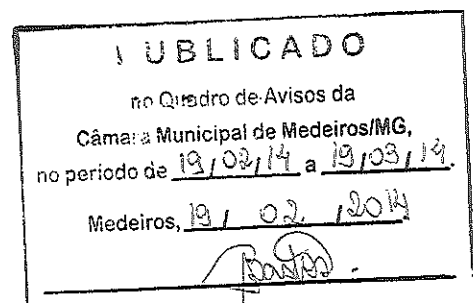 PUBLICADO
no Quadro de Avisos da
Câmara Municipal de Medeiros/MG,
no período de 19/02/14 a 19/03/14.
Medeiros, 19 / 02 / 2014